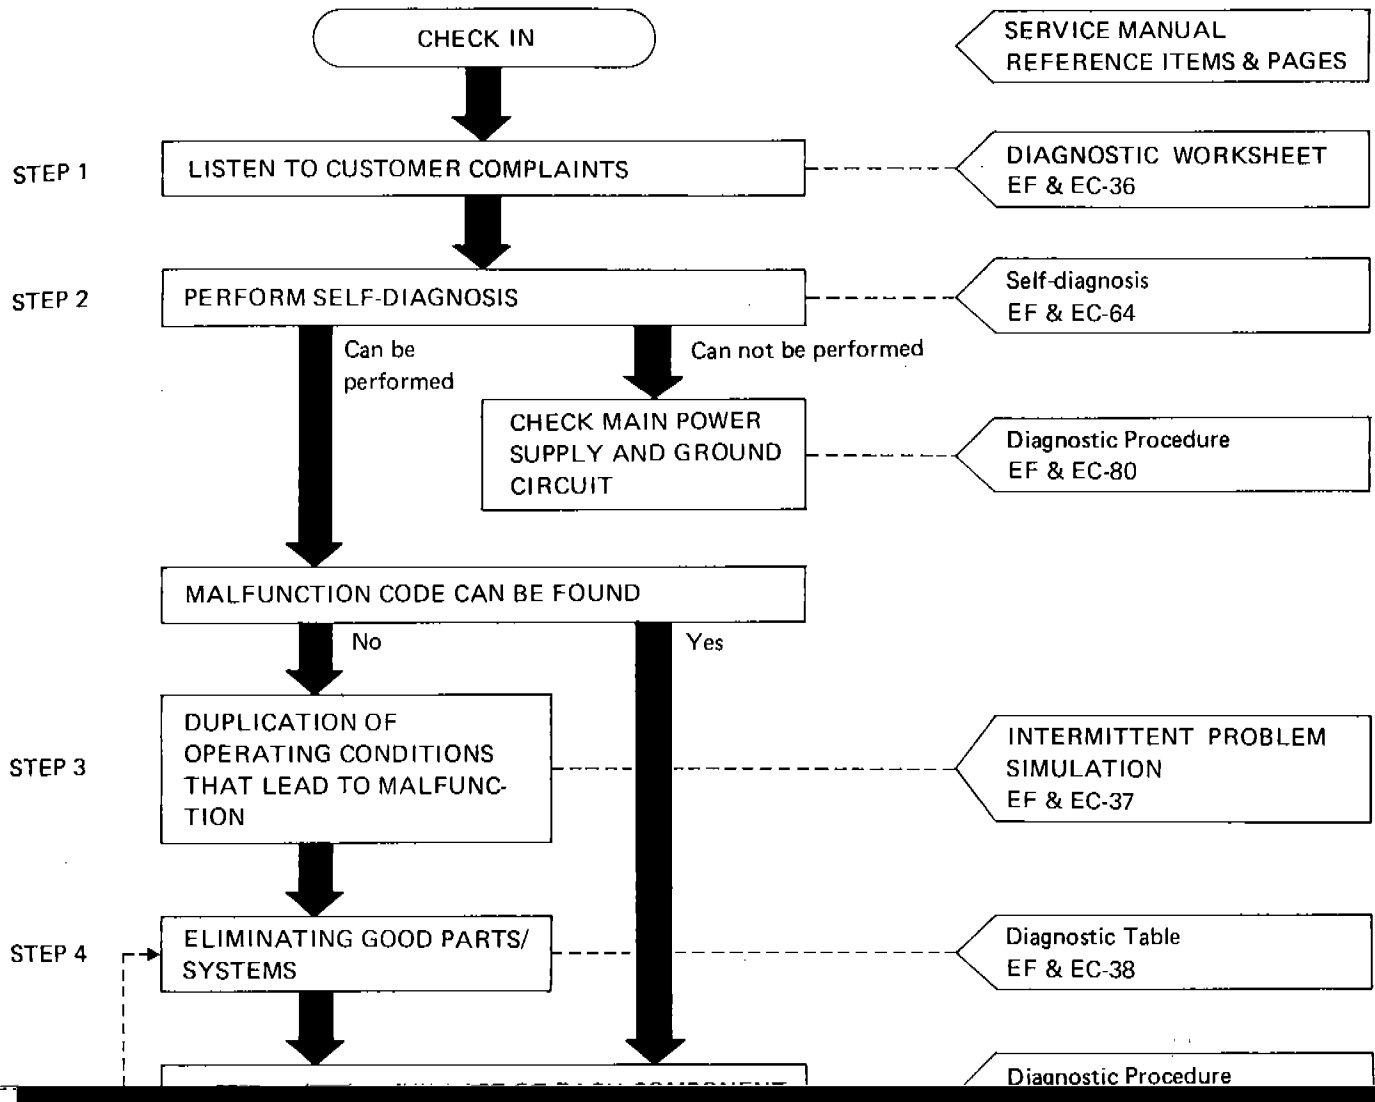 CHECK IN
SERVICE MANUAL
REFERENCE ITEMS & PAGES
STEP 1
LISTEN TO CUSTOMER COMPLAINTS
DIAGNOSTIC WORKSHEET
EF & EC-36
STEP 2
PERFORM SELF-DIAGNOSIS
Self-diagnosis
EF & EC-64
Can be
performed
Can not be performed
CHECK MAIN POWER
SUPPLY AND GROUND
CIRCUIT
Diagnostic Procedure
EF & EC-80
MALFUNCTION CODE CAN BE FOUND
No
Yes
STEP 3
DUPLICATION OF
OPERATING CONDITIONS
THAT LEAD TO MALFUNC-
TION
INTERMITTENT PROBLEM
SIMULATION
EF & EC-37
STEP 4
ELIMINATING GOOD PARTS/
SYSTEMS
Diagnostic Table
EF & EC-38
COMPONENT
Diagnostic Procedure